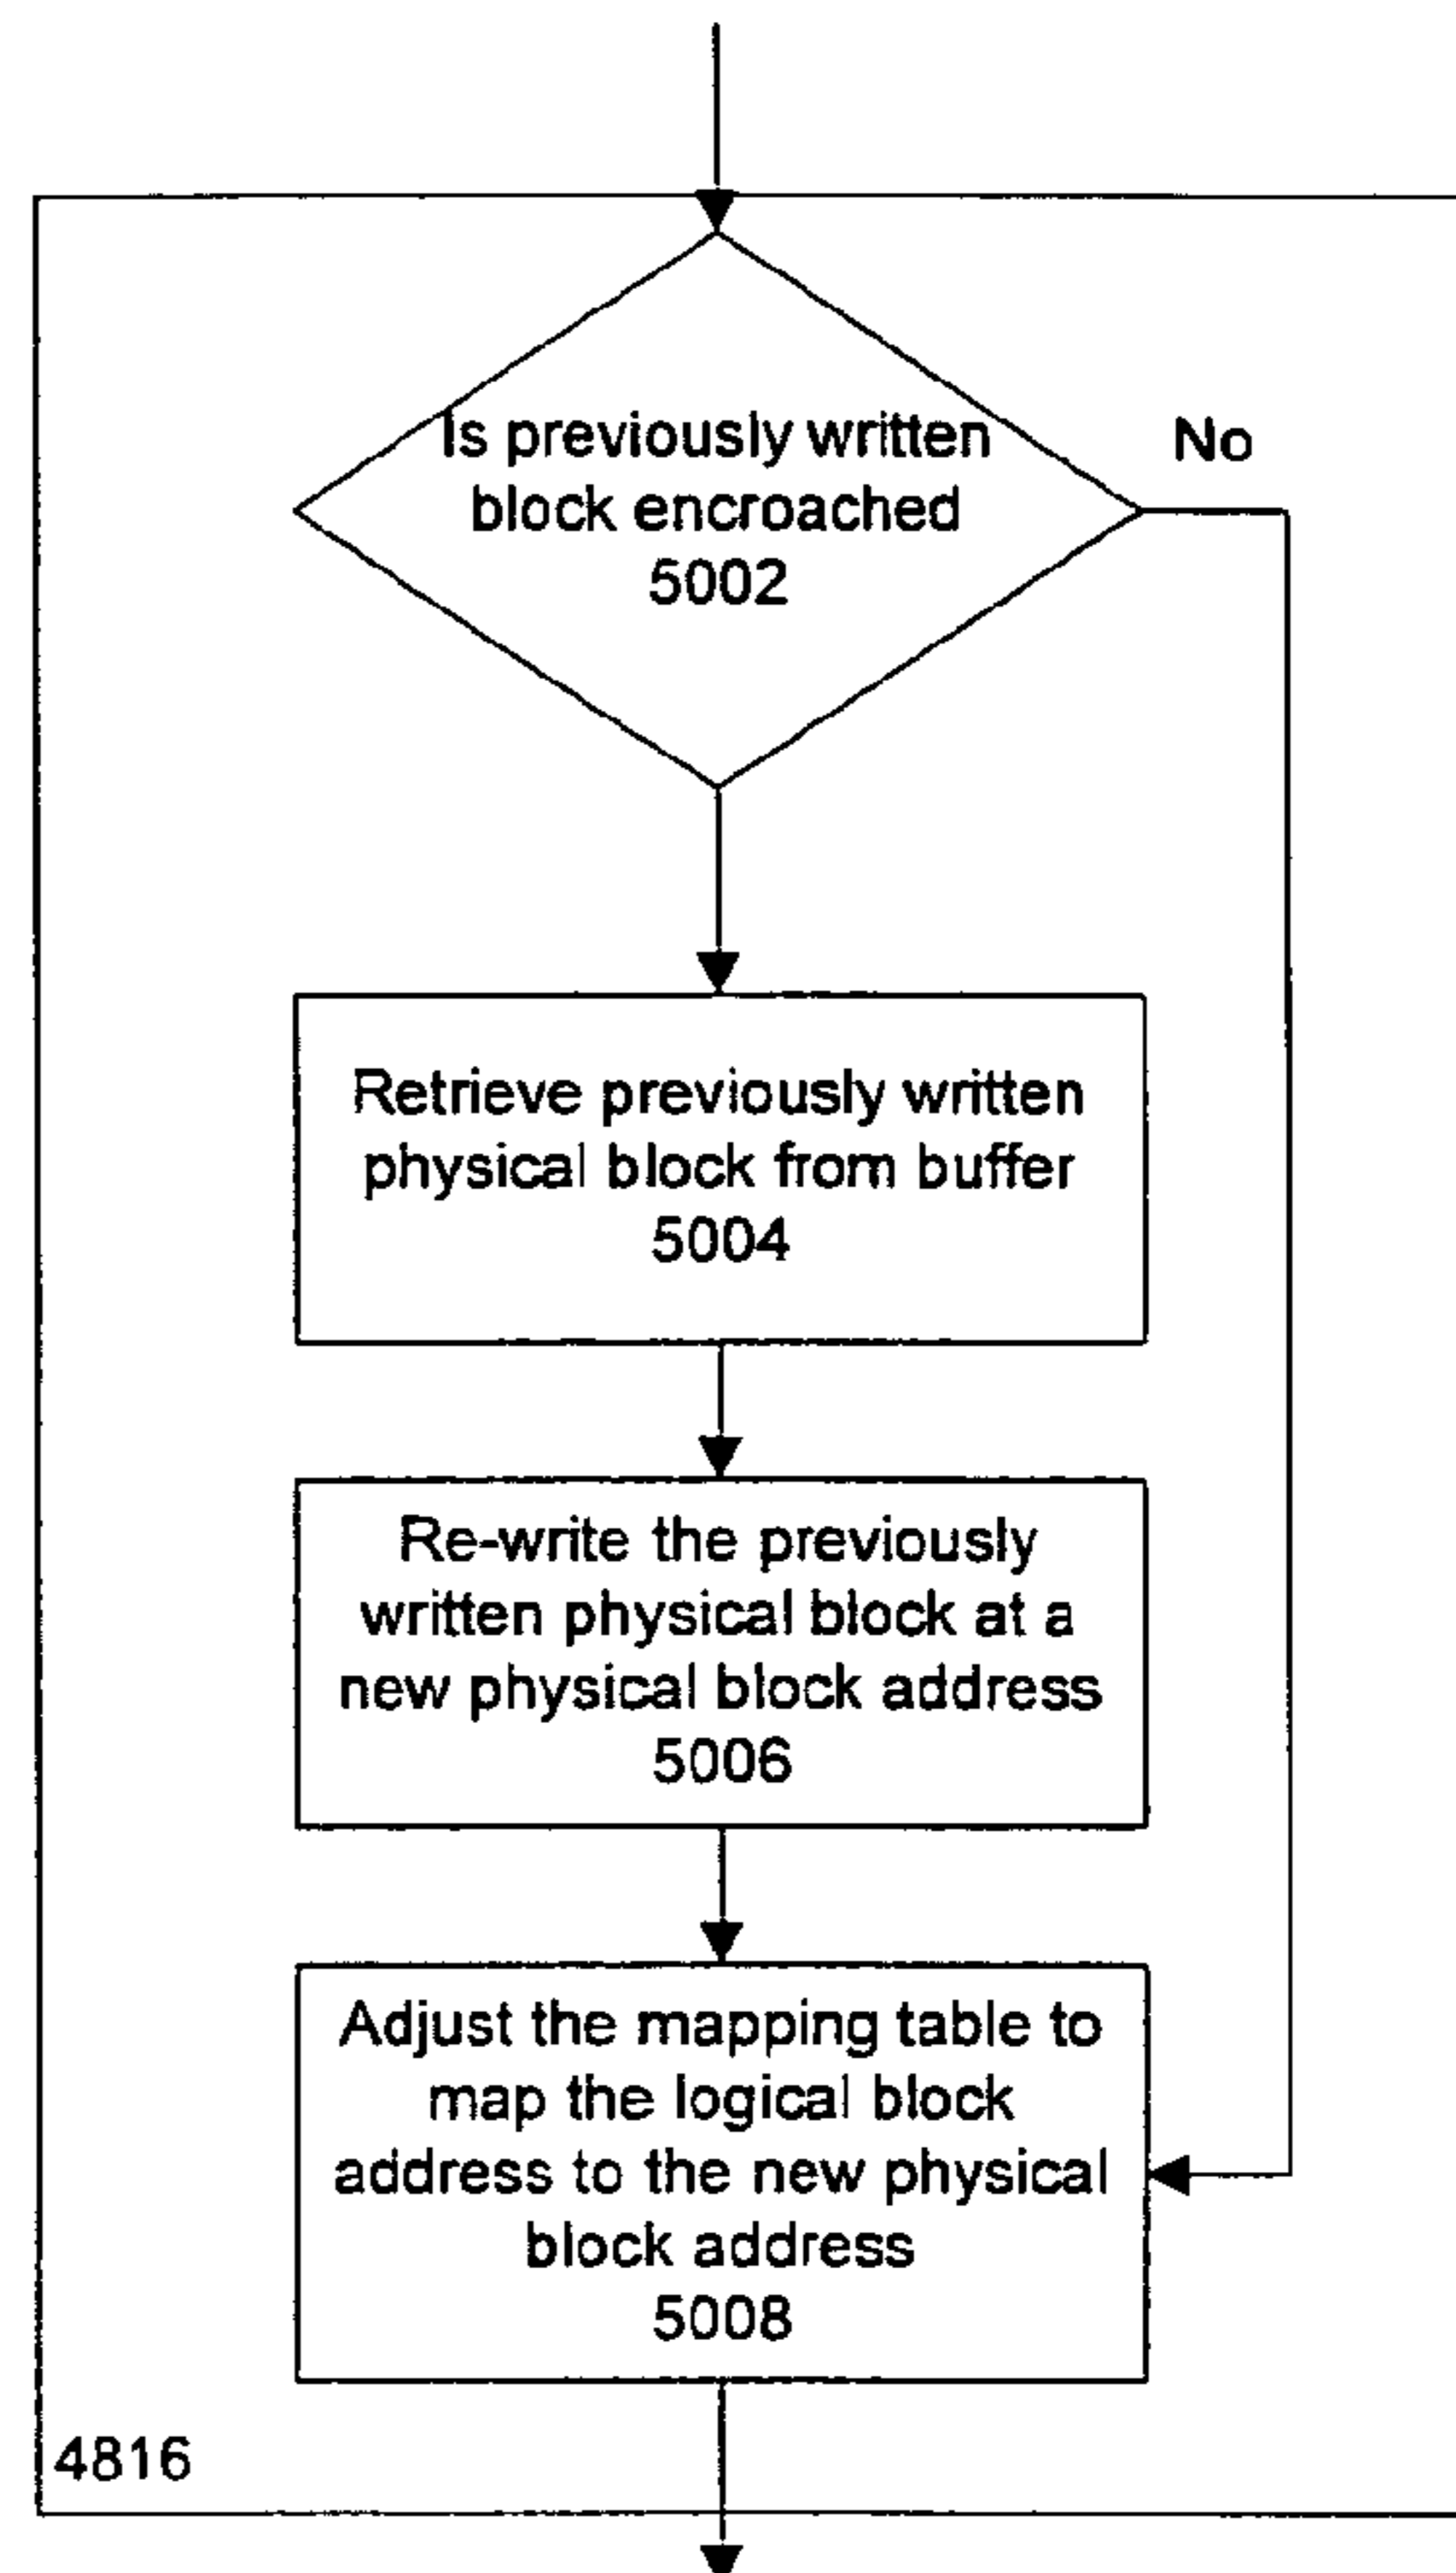 Is previously written
block encroached
5002
No
Retrieve previously written
physical block from buffer
5004
Re-write the previously
written physical block at a
new physical block address
5006
Adjust the mapping table to
map the logical block
address to the new physical
block address
5008
4816